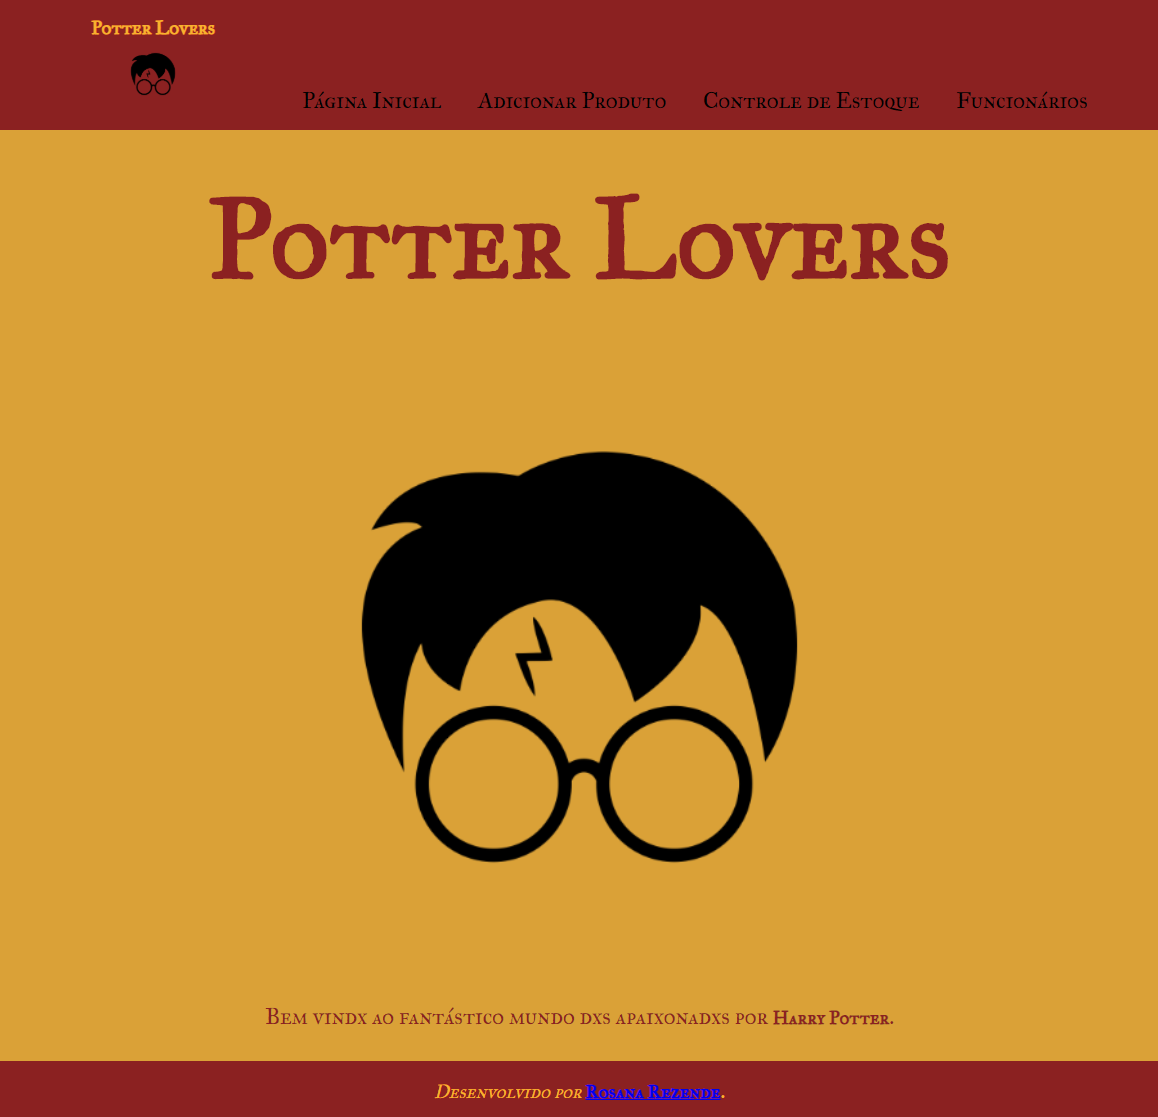 Potter Lovers
Página Inicial Adicionar Produto Controle de Estoque Funcionários
Potter Lovers
Bem vindx ao fantástico mundo dxs apaixonadxs por Harry Potter.
Desenvolvido por Rosana Rezende.